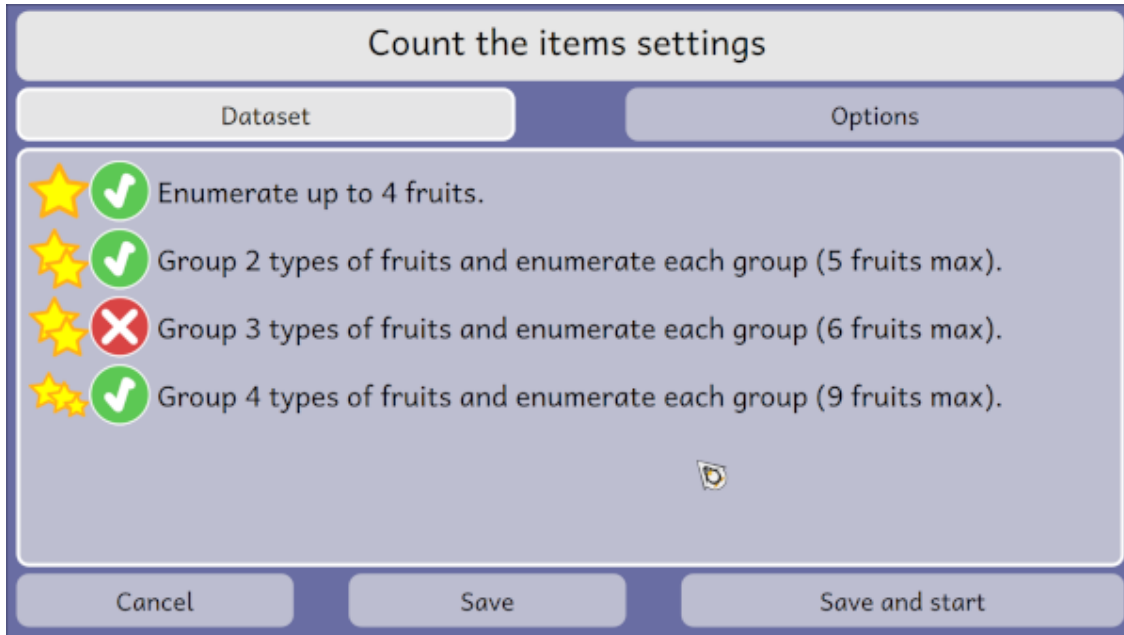 Count the items settings
Dataset
Options
Enumerate up to 4 fruits.
Group 2 types of fruits and enumerate each group (5 fruits max).
Group 3 types of fruits and enumerate each group (6 fruits max).
Group 4 types of fruits and enumerate each group (9 fruits max).
Cancel
Save
Save and start